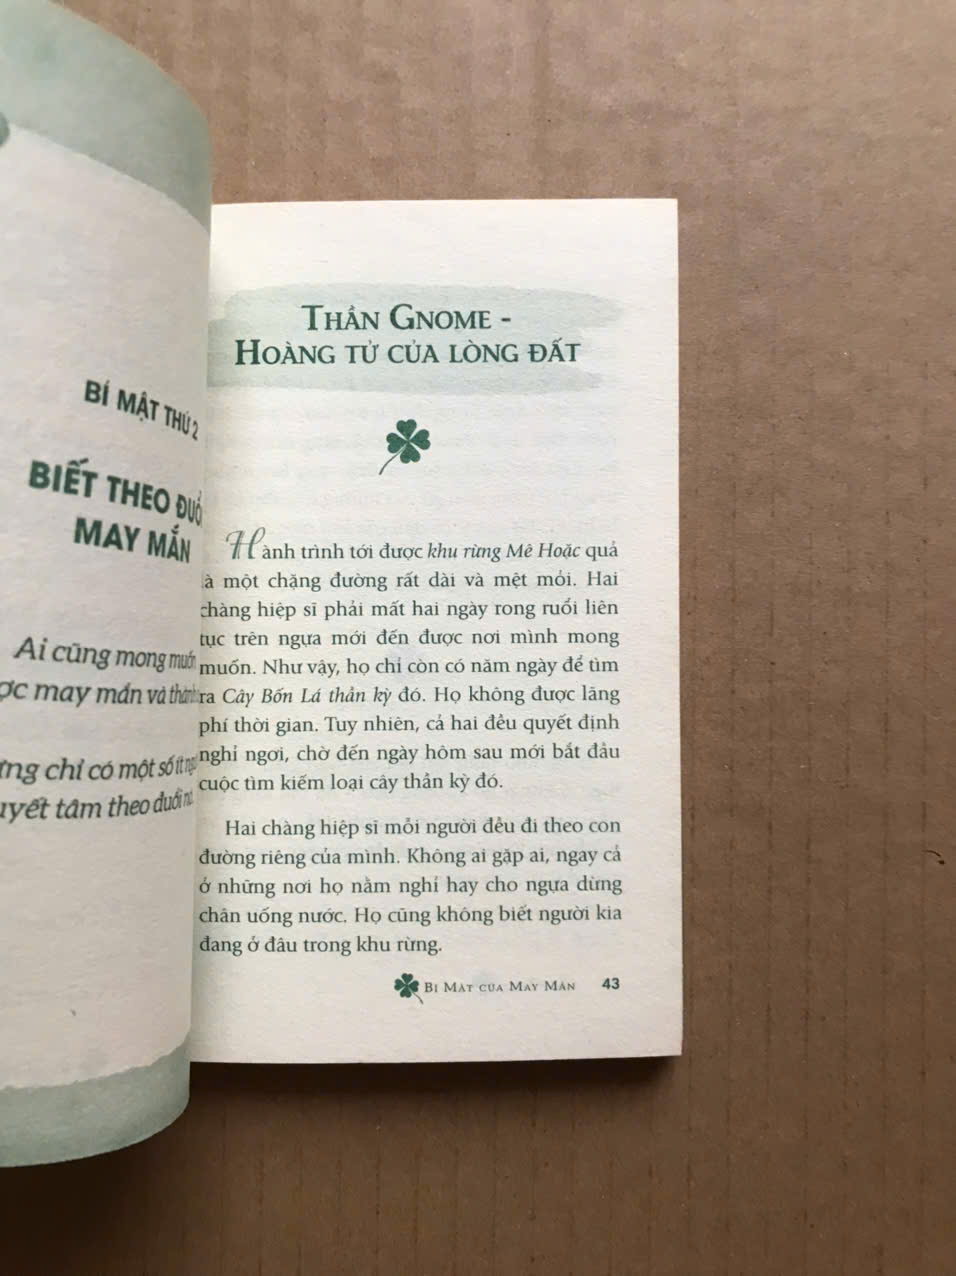 BÍ MẬT THỨ 2
BIẾT THEO
MAY MẮN
Ai cũng mong muốn
may mắn và thành
chỉ có một số ít
tâm theo đuổi nó.
THẦN GNOME -
HOÀNG TỬ CỦA LÒNG ĐẤT
Hành trình tới được khu rừng Mê Hoặc quả
là một chặng đường rất dài và mệt mỏi. Hai
chàng hiệp sĩ phải mất hai ngày rong ruổi liên
tục trên ngựa mới đến được nơi mình mong
muốn. Như vậy, họ chỉ còn có năm ngày để tìm
ra Cây Bốn Lá thần kỳ đó. Họ không được lãng
phí thời gian. Tuy nhiên, cả hai đều quyết định
nghỉ ngơi, chờ đến ngày hôm sau mới bắt đầu
cuộc tìm kiếm loại cây thần kỳ đó.
Hai chàng hiệp sĩ mỗi người đều đi theo con
đường riêng của mình. Không ai gặp ai, ngay cả
ở những nơi họ nằm nghỉ hay cho ngựa dừng
chân uống nước. Họ cũng không biết người kia
đang ở đâu trong khu rừng.
BÍ MẬT CỦA MAY MẮN 43